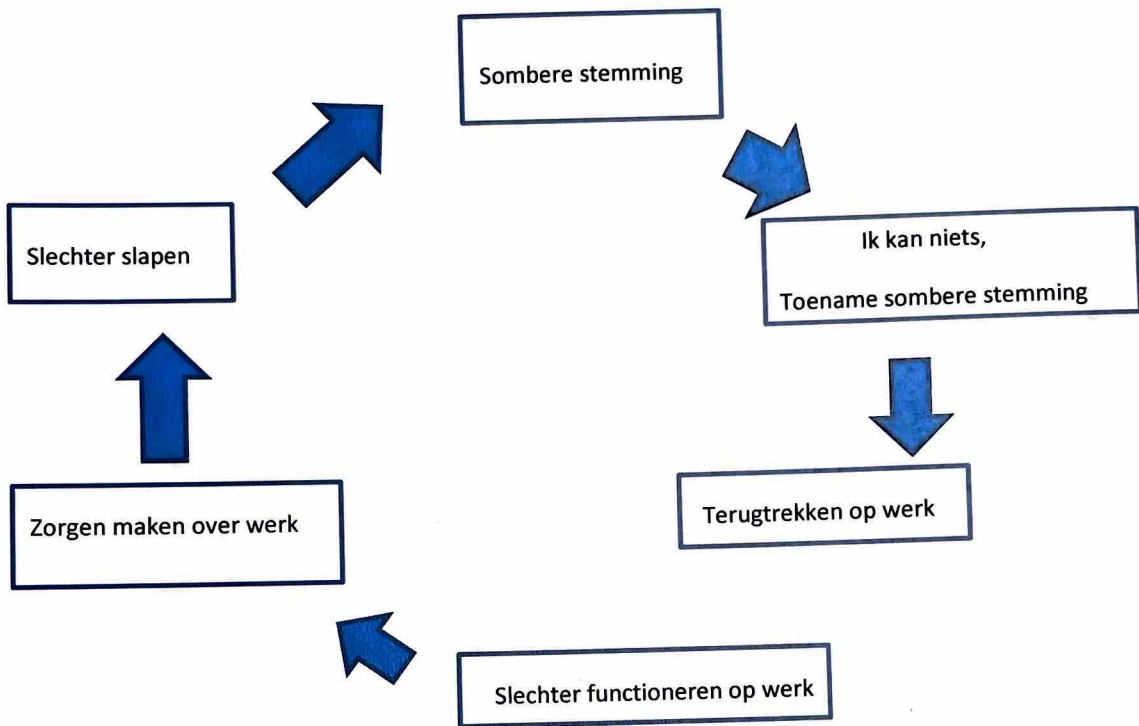 Sombere stemming
Ik kan niets,
Toename sombere stemming
Terugtrekken op werk
Slechter functioneren op werk
Zorgen maken over werk
Slechter slapen